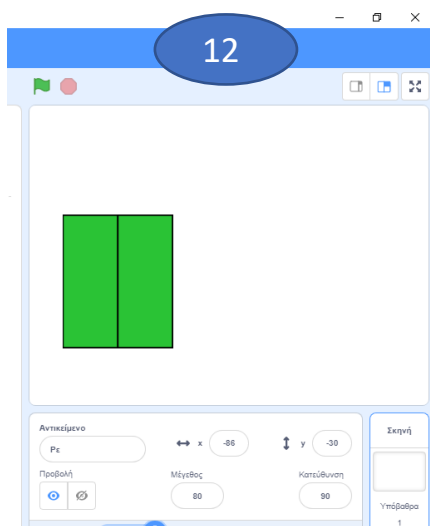 12
Αντικείμενο
Ρε
x -86
y -30
Σκηνή
Προβολή
Μέγεθος
Κατεύθυνση
80
90
Υπόβαθρα
1